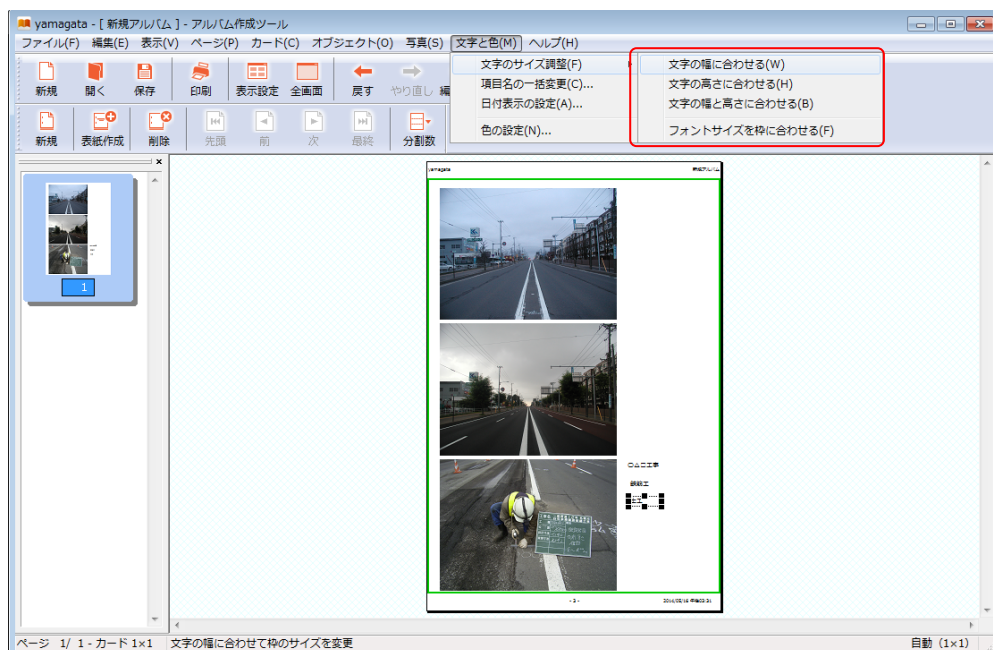 yamagata - [ 新規アルバム ] - アルバム作成ツール
ファイル(F) 編集(E) 表示(V) ページ(P) カード(C) オブジェクト(O) 写真(S) 文字と色(M) ヘルプ(H)
文字のサイズ調整(F)
項目名の一括変更(C)...
日付表示の設定(A)...
色の設定(N)...
文字の幅に合わせる(W)
文字の高さに合わせる(H)
文字の幅と高さに合わせる(B)
フォントサイズを枠に合わせる(F)
新規 開く 保存 印刷 表示設定 全画面 戻す やり直し 編
新規 表紙作成 削除 先頭 前 次 最終 分割数
1
yamagata 新規アルバム
〇△□工事
舗装工
土工
- 3 -
ページ 1/ 1 - カード 1×1 文字の幅に合わせて枠のサイズを変更 自動 (1×1)